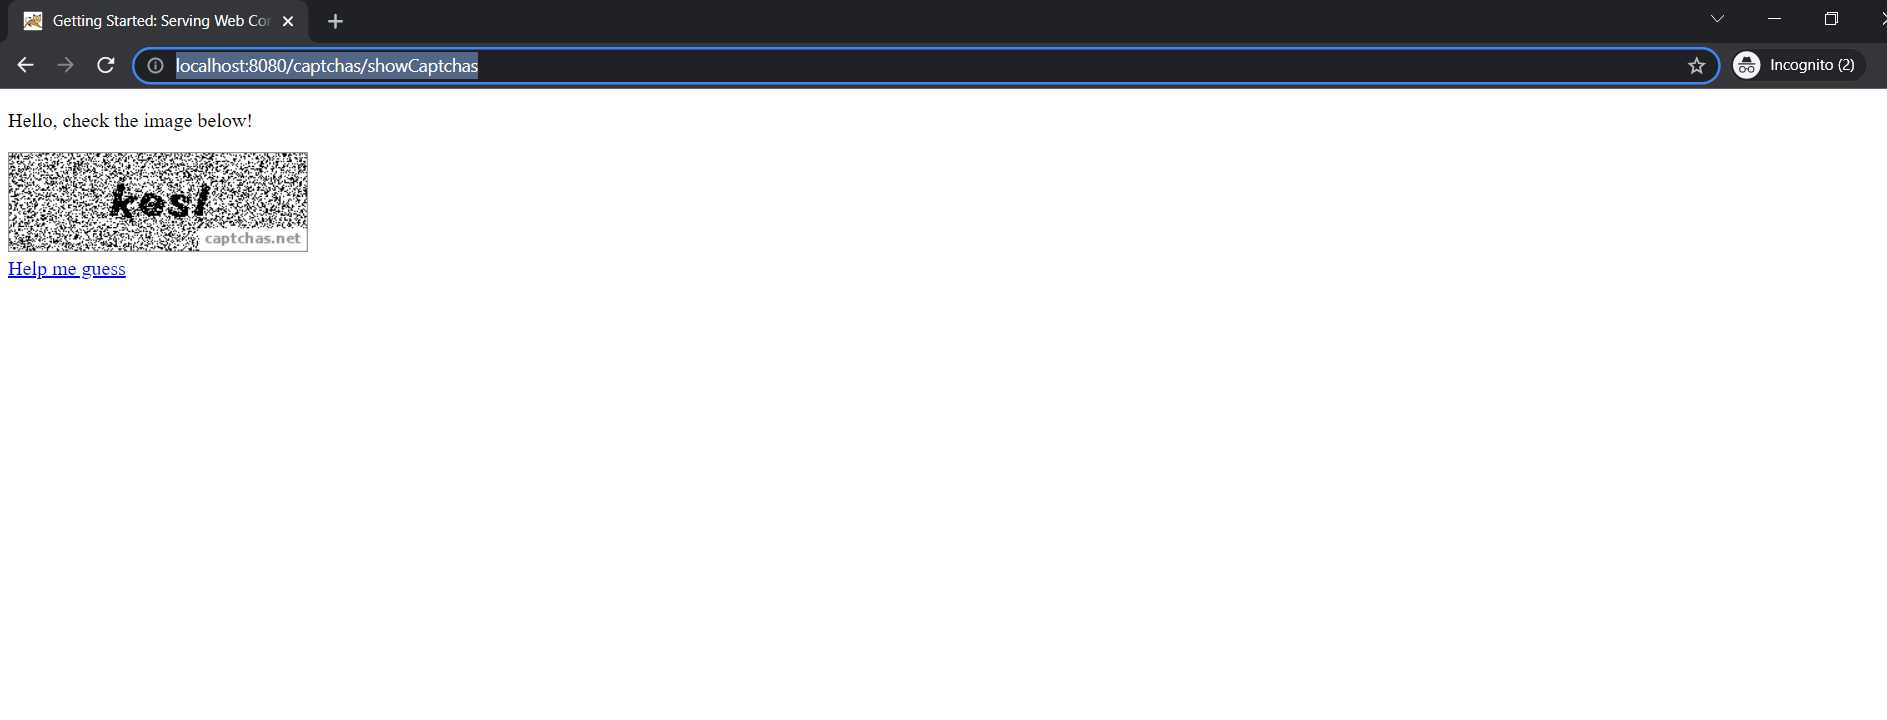 Getting Started: Serving Web Cor
localhost:8080/captchas/showCaptchas
Incognito (2)
Hello, check the image below!
kesl
captchas.net
Help me guess